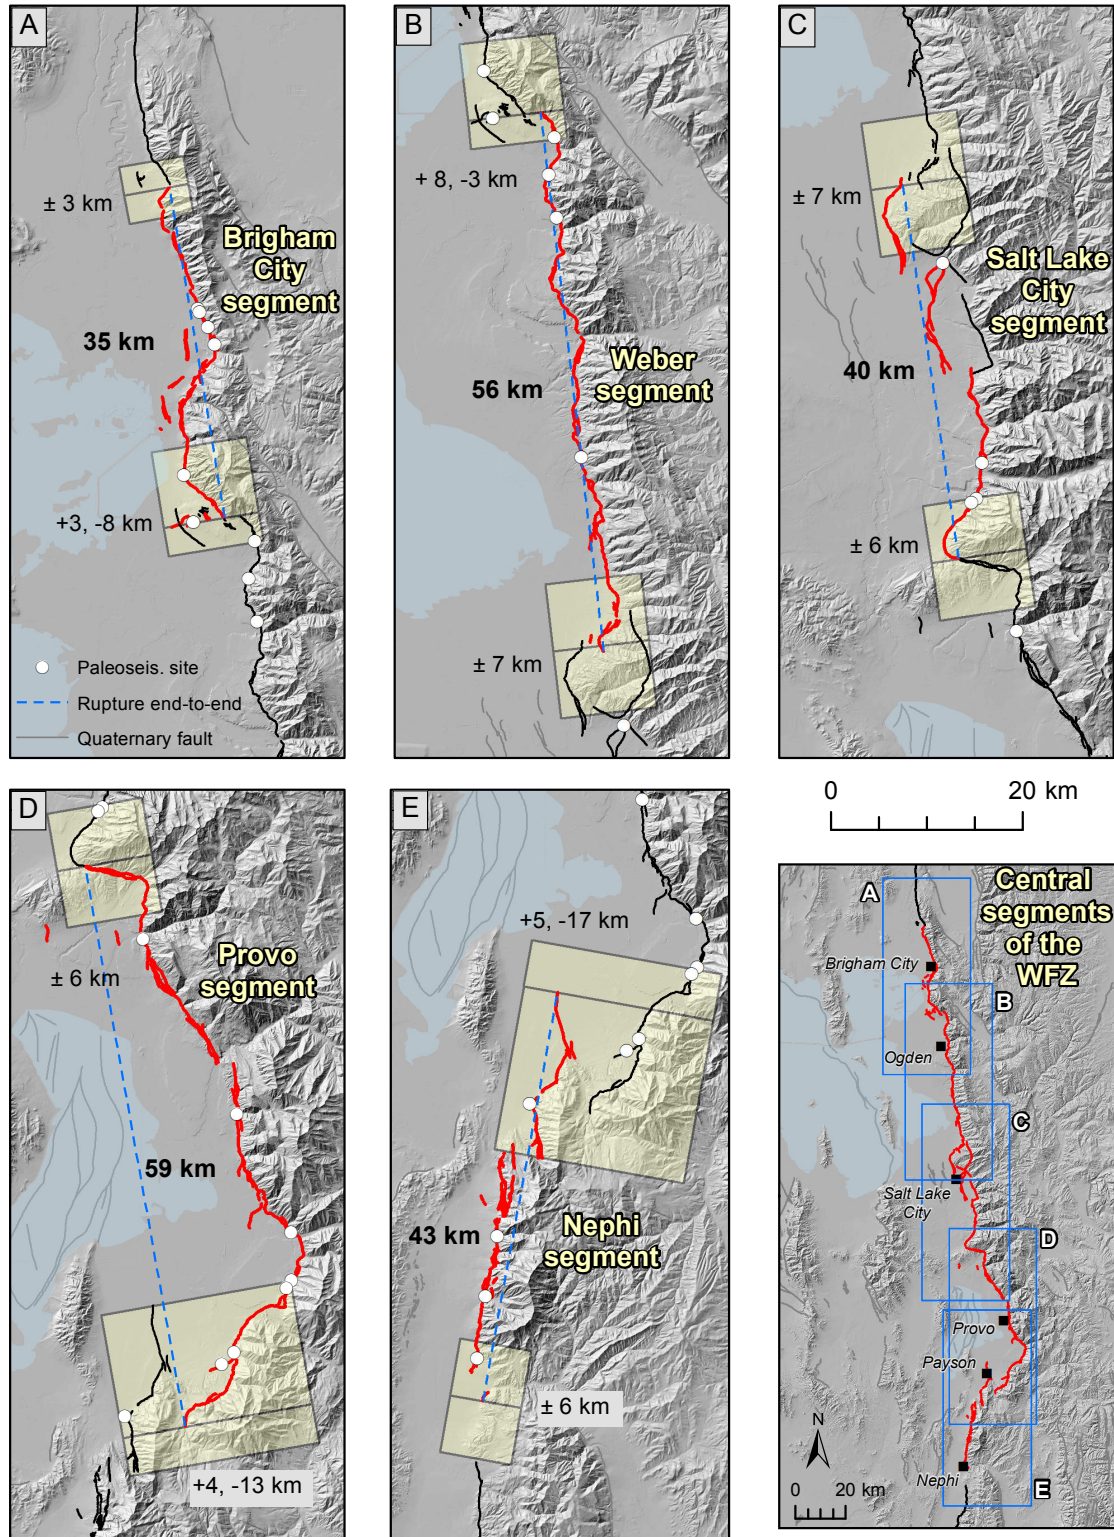 A
± 3 km
Brigham
City
segment
35 km
+3, -8 km
Paleoseis. site
Rupture end-to-end
Quaternary fault
B
+ 8, -3 km
Weber
segment
56 km
± 7 km
C
± 7 km
Salt Lake
City
segment
40 km
± 6 km
0 20 km
D
± 6 km
Provo
segment
59 km
+4, -13 km
E
+5, -17 km
43 km
Nephi
segment
± 6 km
Central
segments
of the
WFZ
A
Brigham City
B
Ogden
C
Salt Lake
City
D
Provo
Payson
N
Nephi
0 20 km
E